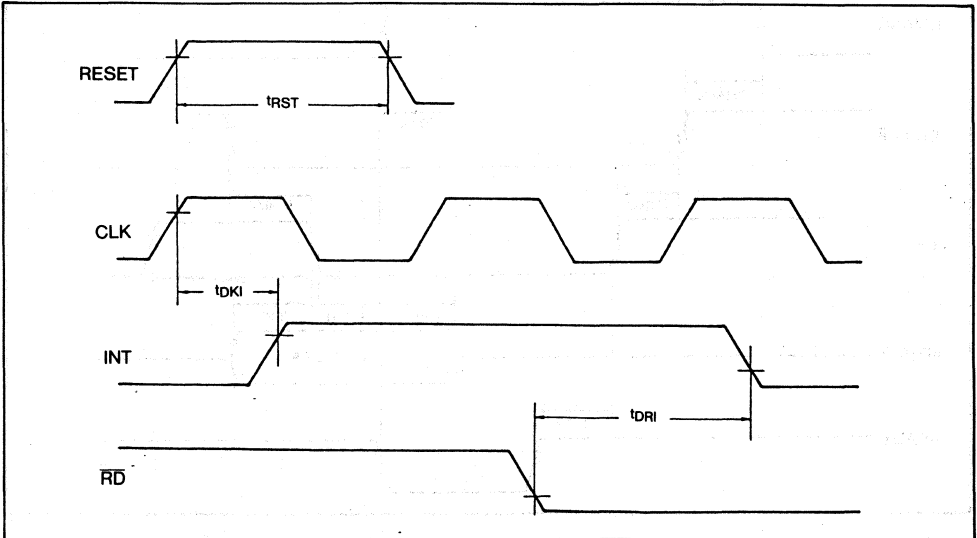 RESET
tRST
CLK
tDKI
INT
tDRI
RD